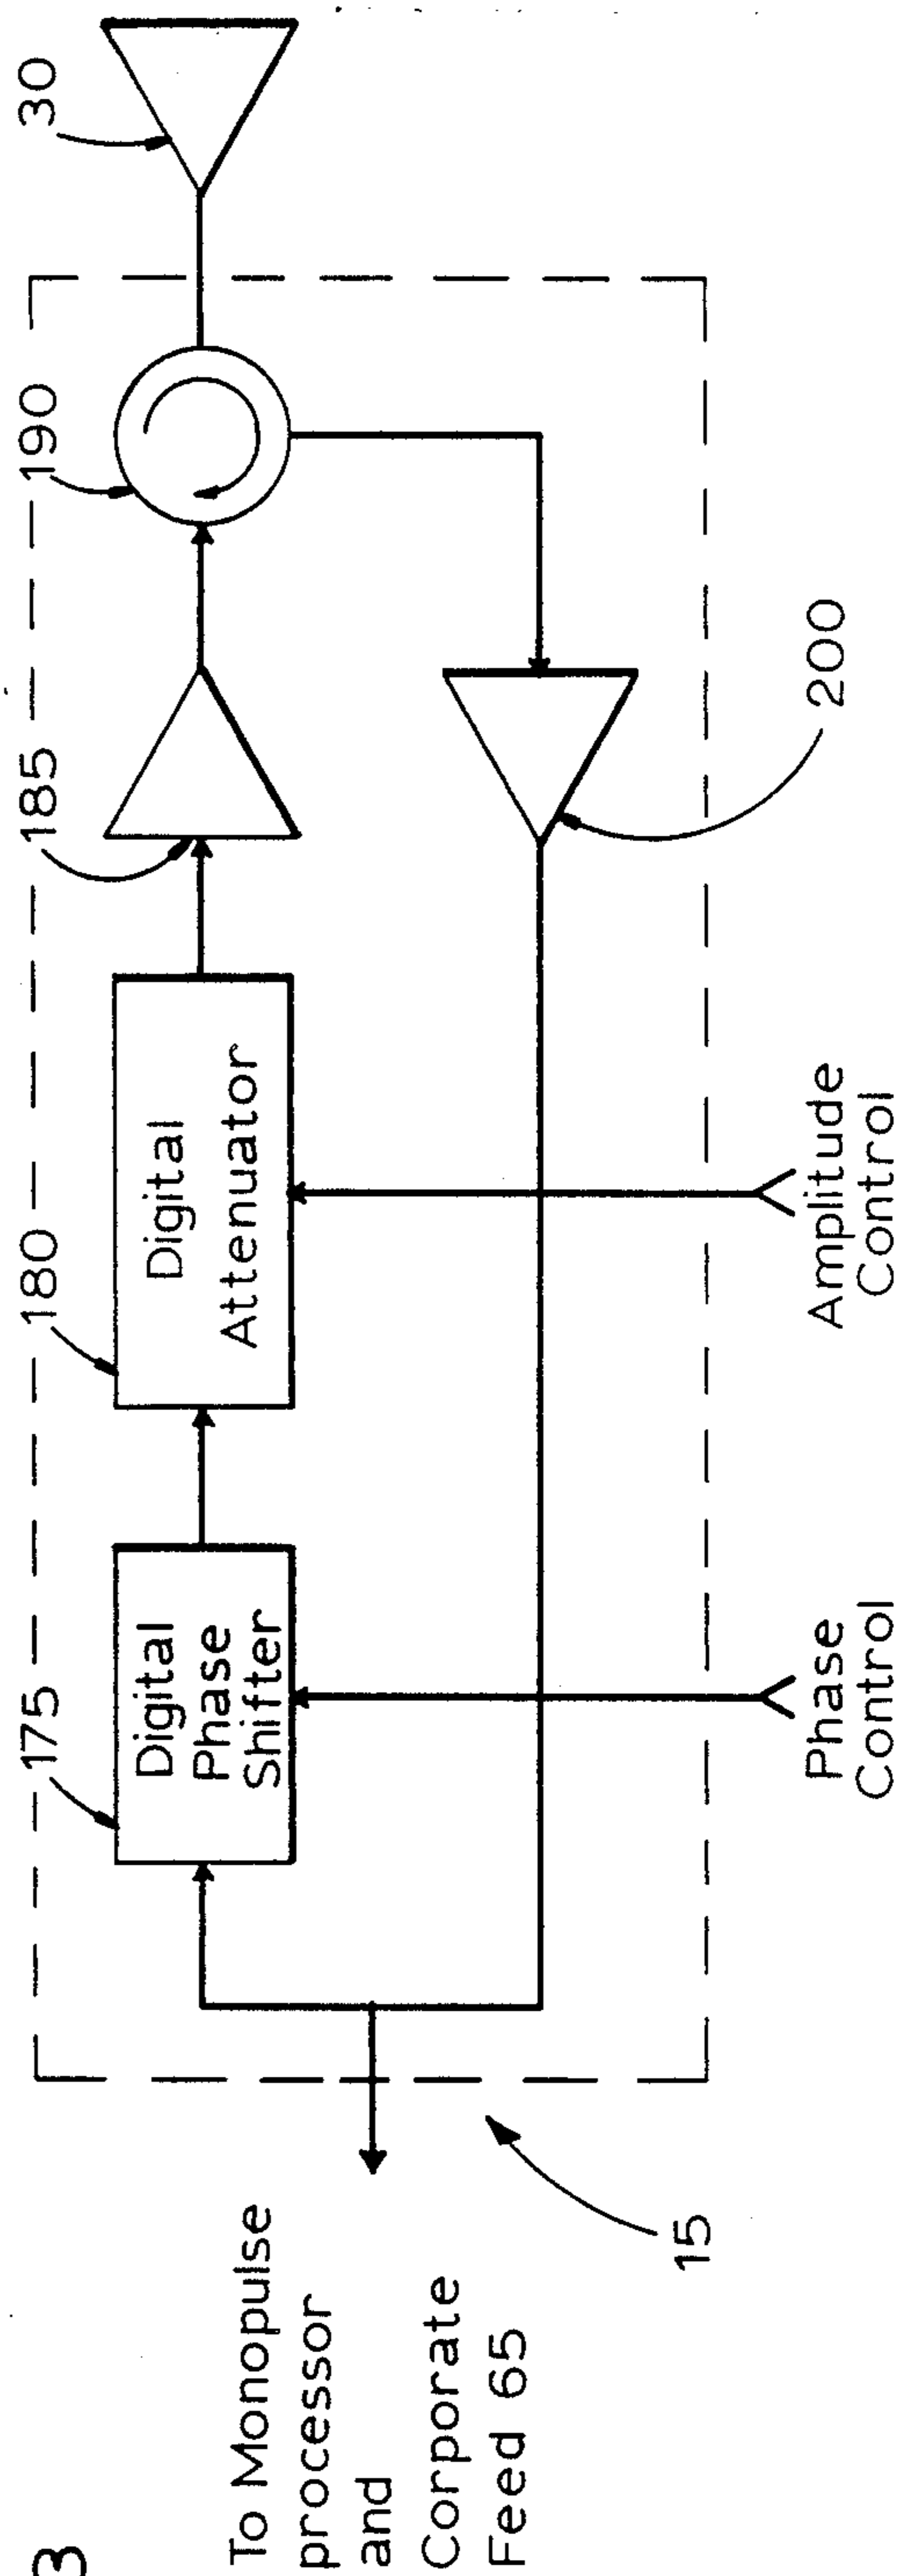 3
175
180
185
190
30
Digital
Phase
Shifter
Digital
Attenuator
200
To Monopulse
processor
and
Corporate
Feed 65
15
Phase
Control
Amplitude
Control